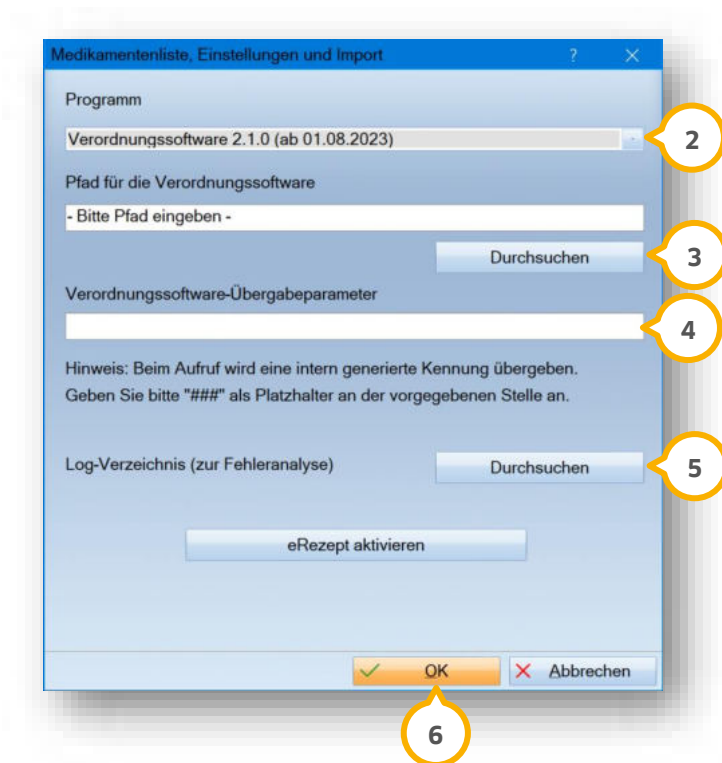 Medikamentenliste, Einstellungen und Import ?
Programm
Verordnungssoftware 2.1.0 (ab 01.08.2023)
2
Pfad für die Verordnungssoftware
- Bitte Pfad eingeben -
Durchsuchen
3
Verordnungssoftware-Übergabeparameter
4
Hinweis: Beim Aufruf wird eine intern generierte Kennung übergeben.
Geben Sie bitte "###" als Platzhalter an der vorgegebenen Stelle an.
Log-Verzeichnis (zur Fehleranalyse)
Durchsuchen
5
eRezept aktivieren
OK
Abbrechen
6